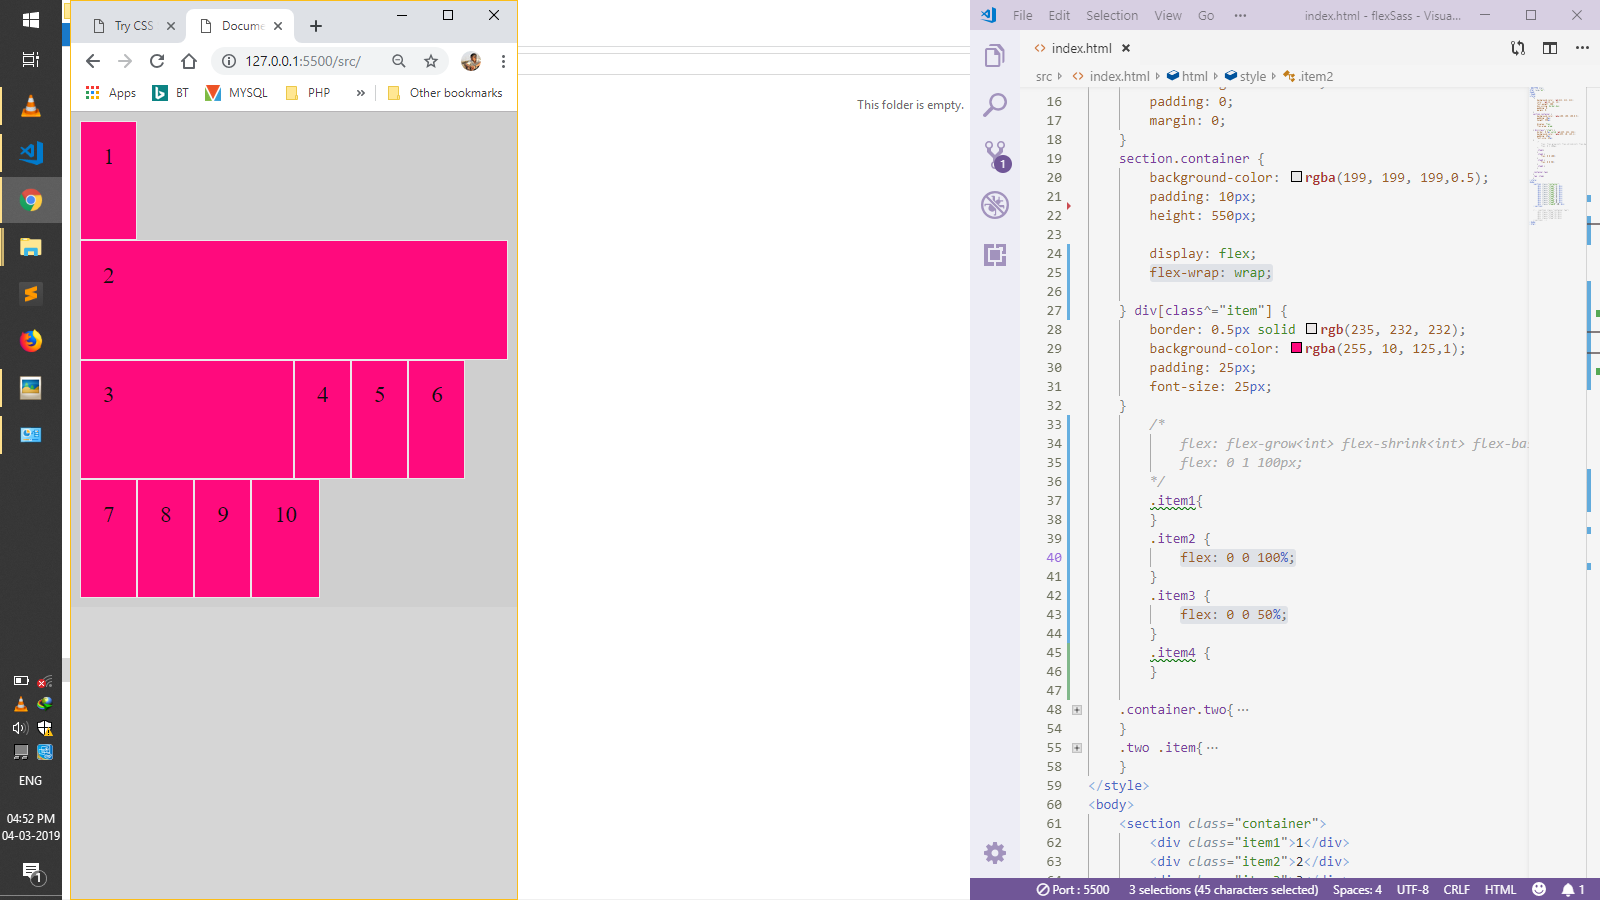 Try CSS
Docume
127.0.0.1:5500/src/
Apps
BT
MYSQL
PHP
»
Other bookmarks
1
2
3
4
5
6
7
8
9
10
This folder is empty.
ENG
04:52 PM
04-03-2019
1
File Edit Selection View Go ··· index.html - flexSass - Visua...
index.html
src index.html html style .item2
1
16 padding: 0;
17 margin: 0;
18 }
19 section.container {
20 background-color: rgba(199, 199, 199,0.5);
21 padding: 10px;
22 height: 550px;
23
24 display: flex;
25 flex-wrap: wrap;
26
27 } div[class^="item"] {
28 border: 0.5px solid rgb(235, 232, 232);
29 background-color: rgba(255, 10, 125,1);
30 padding: 25px;
31 font-size: 25px;
32 }
33 /*
34 flex: flex-grow<int> flex-shrink<int> flex-ba
35 flex: 0 1 100px;
36 */
37 .item1{
38 }
39 .item2 {
40 flex: 0 0 100%;
41 }
42 .item3 {
43 flex: 0 0 50%;
44 }
45 .item4 {
46 }
47
48 .container.two{ ···
54 }
55 .two .item{ ···
58 }
59 </style>
60 <body>
61 <section class="container">
62 <div class="item1">1</div>
63 <div class="item2">2</div>
Port : 5500 3 selections (45 characters selected) Spaces: 4 UTF-8 CRLF HTML 1